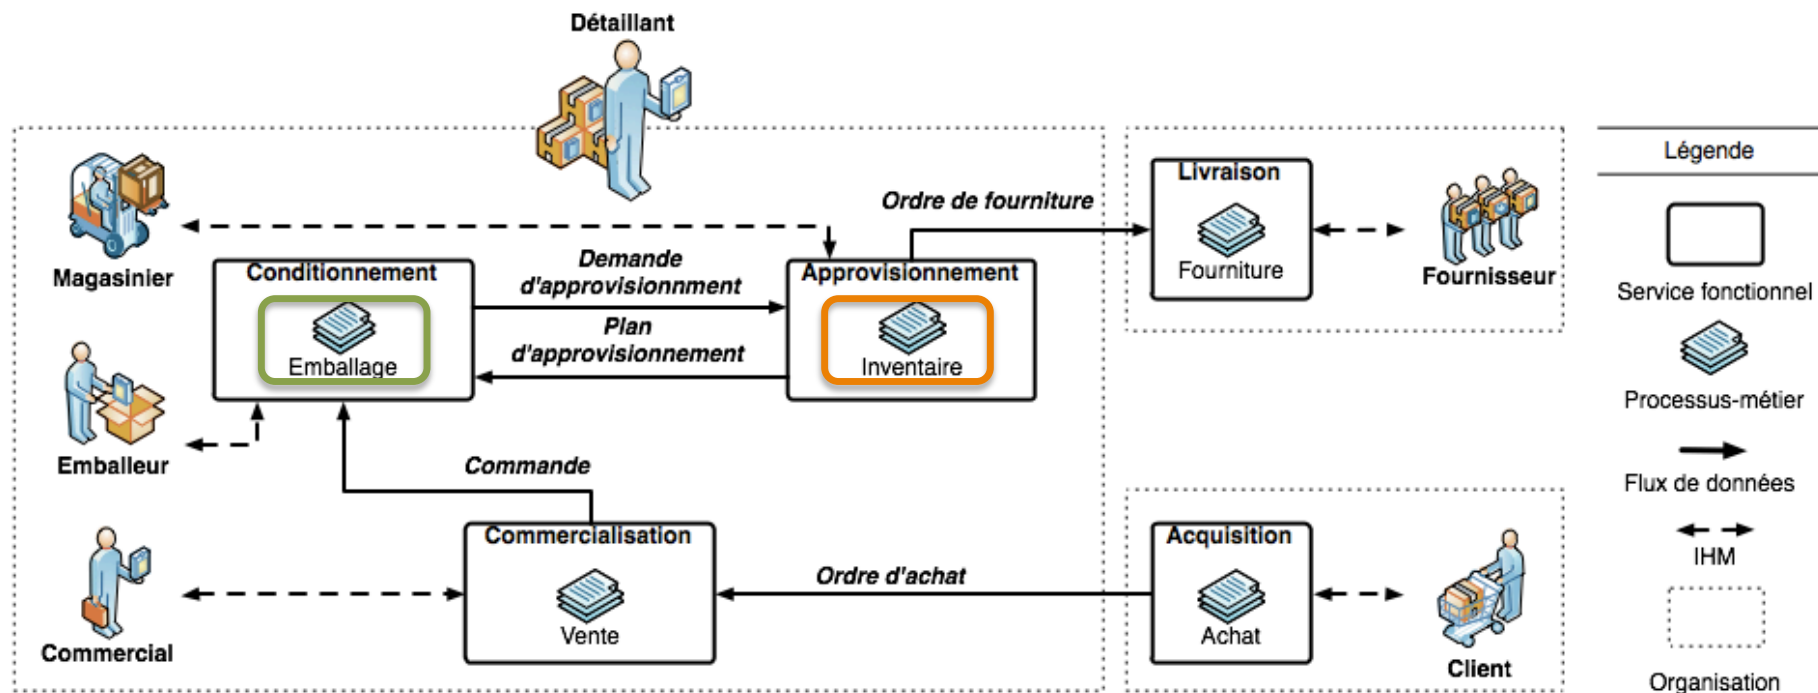 Détaillant
Magasinier
Conditionnement
Emballage
Demande
d'approvisionnment
Plan
d'approvisionnement
Approvisionnement
Inventaire
Ordre de fourniture
Livraison
Fourniture
Fournisseur
Emballeur
Commande
Commercial
Commercialisation
Vente
Ordre d'achat
Acquisition
Achat
Client
Légende
Service fonctionnel
Processus-métier
Flux de données
IHM
Organisation